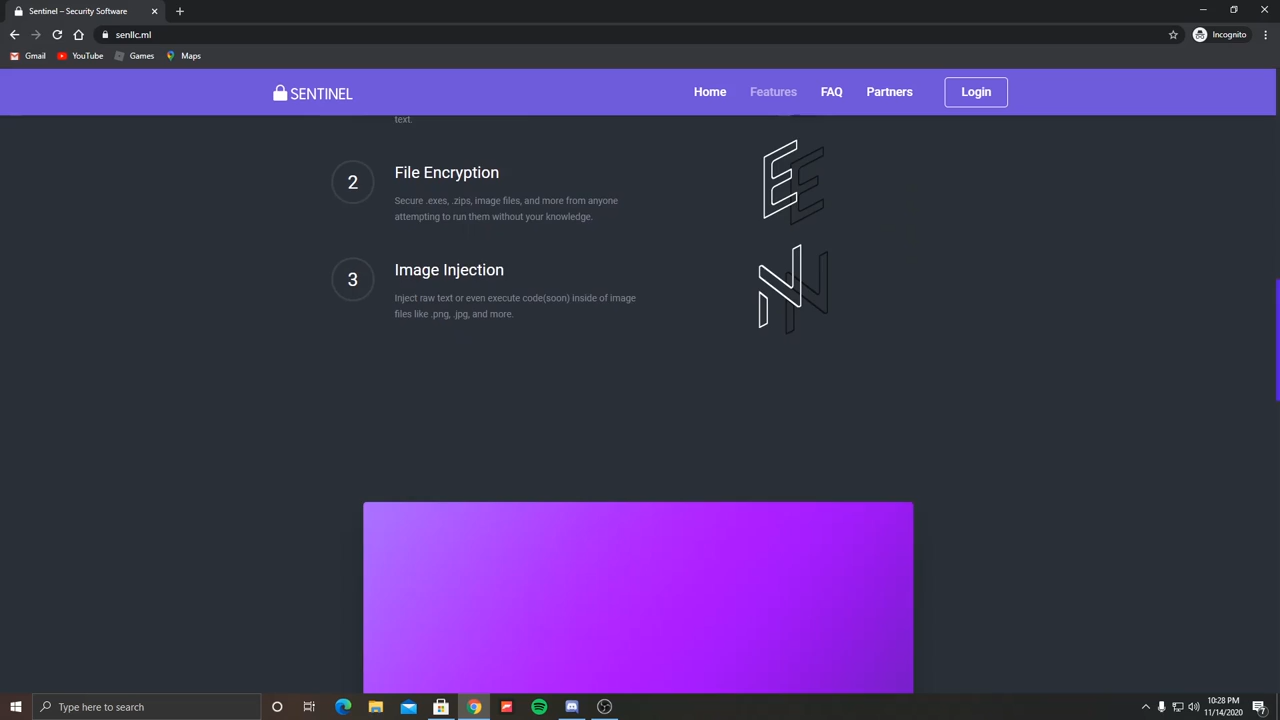 Sentinel – Security Software
senllc.ml
Incognito
Gmail
YouTube
Games
Maps
SENTINEL
Home
Features
FAQ
Partners
Login
text.
2
File Encryption
Secure .exes, .zips, image files, and more from anyone
attempting to run them without your knowledge.
E
3
Image Injection
Inject raw text or even execute code(soon) inside of image
files like .png, .jpg, and more.
N
Type here to search
10:28 PM
11/14/2020